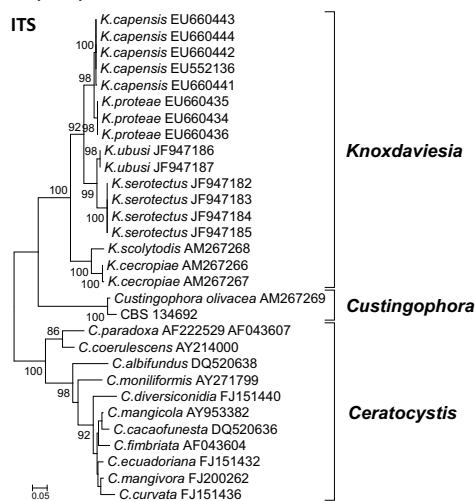 ITS
K.capensis EU660443
K.capensis EU660444
100
K.capensis EU660442
K.capensis EU552136
98
K.capensis EU660441
K.proteae EU660435
K.proteae EU660434
92
98
K.proteae EU660436
98
K.ubusi JF947186
K.ubusi JF947187
Knoxdaviesia
K.serotectus JF947182
99
100
K.serotectus JF947183
K.serotectus JF947184
100
K.serotectus JF947185
K.scolytodis AM267268
100
K.cecropiae AM267266
100
K.cecropiae AM267267
Custingophora olivacea AM267269
Custingophora
100
CBS 134692
86
C.paradoxa AF222529 AF043607
C.coerulescens AY214000
100
C.albifundus DQ520638
98
C.moniliformis AY271799
C.diversiconidia FJ151440
C.mangicola AY953382
Ceratocystis
C.cacaofunesta DQ520636
92
C.fimbriata AF043604
C.ecuadoriana FJ151432
C.mangivora FJ200262
0.05
C.curvata FJ151436